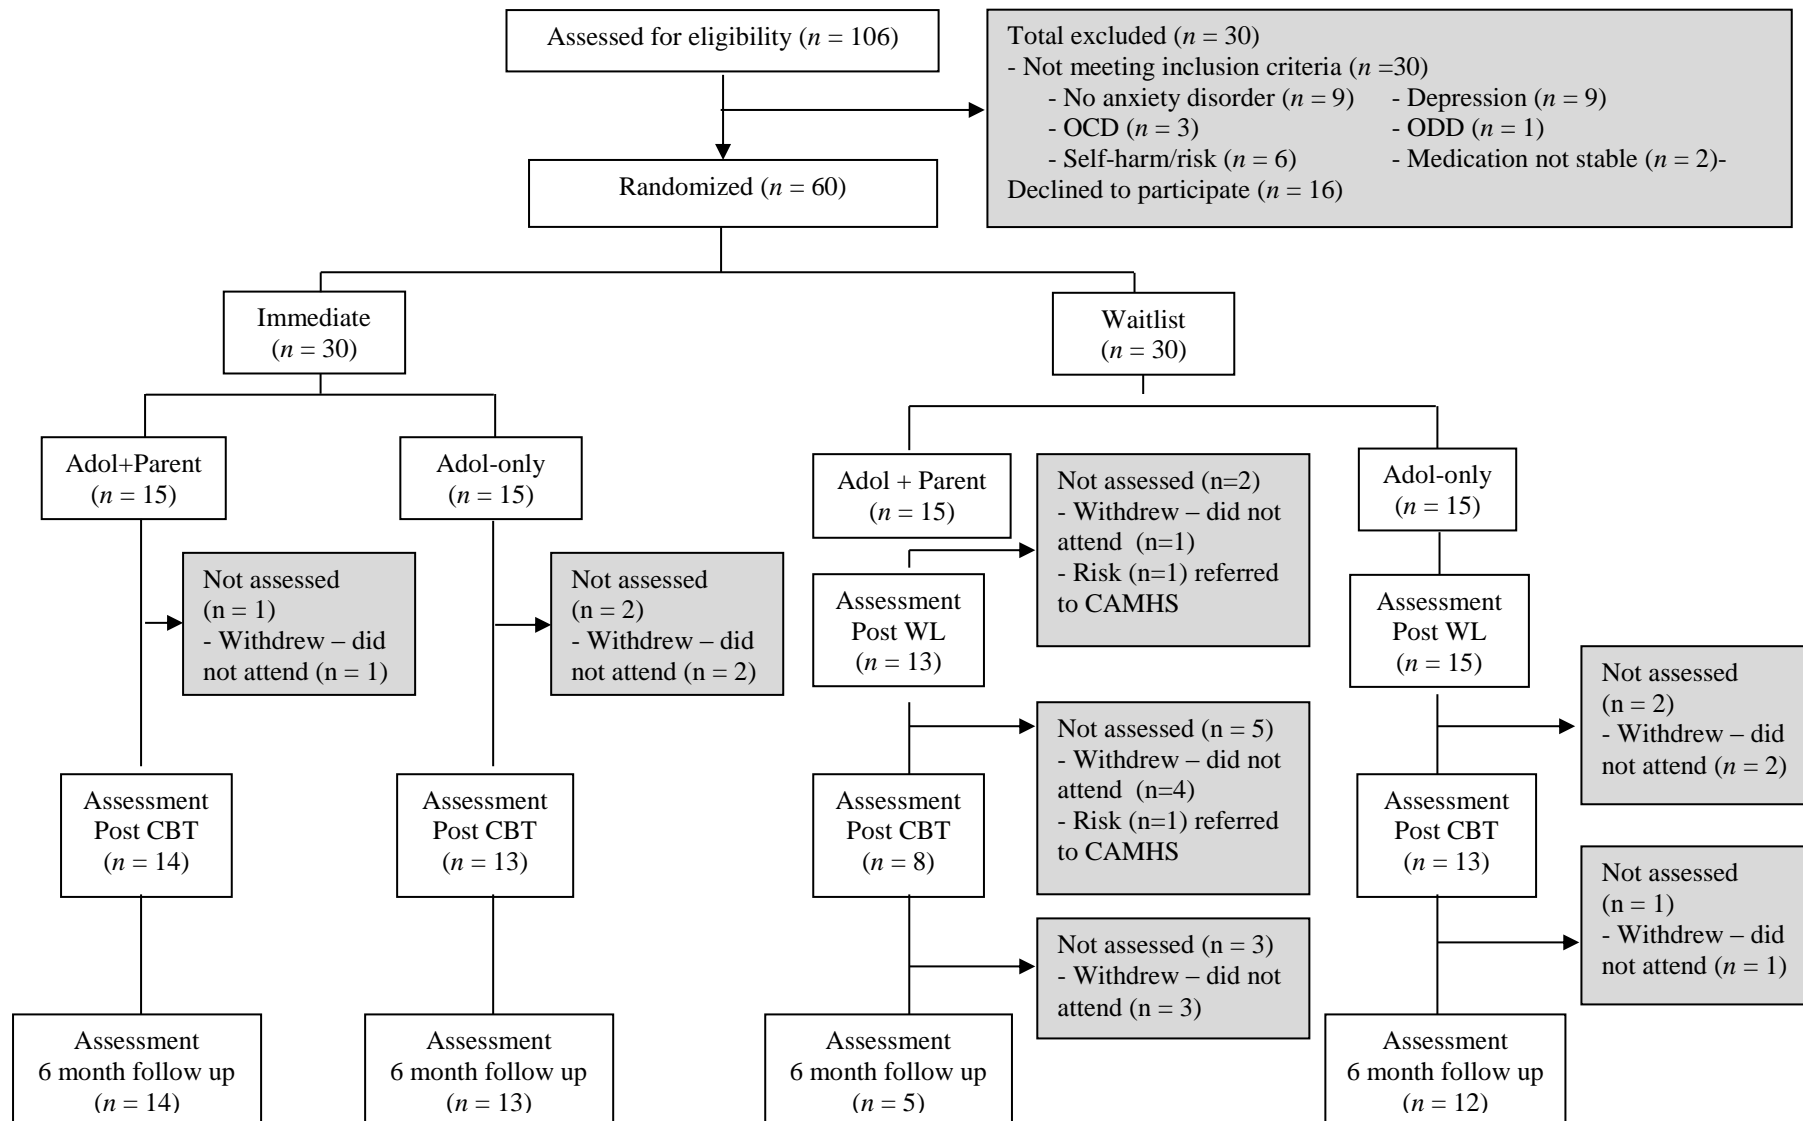 Assessed for eligibility (n = 106)
Total excluded (n = 30)
- Not meeting inclusion criteria (n =30)
- No anxiety disorder (n = 9) - Depression (n = 9)
- OCD (n = 3) - ODD (n = 1)
- Self-harm/risk (n = 6) - Medication not stable (n = 2)-
Declined to participate (n = 16)
Randomized (n = 60)
Immediate
(n = 30)
Waitlist
(n = 30)
Adol+Parent
(n = 15)
Adol-only
(n = 15)
Adol + Parent
(n = 15)
Adol-only
(n = 15)
Not assessed
(n = 1)
- Withdrew – did
not attend (n = 1)
Not assessed
(n = 2)
- Withdrew – did
not attend (n = 2)
Not assessed (n=2)
- Withdrew – did not
attend (n=1)
- Risk (n=1) referred
to CAMHS
Assessment
Post WL
(n = 13)
Assessment
Post WL
(n = 15)
Not assessed (n = 5)
- Withdrew – did not
attend (n=4)
- Risk (n=1) referred
to CAMHS
Not assessed
(n = 2)
- Withdrew – did
not attend (n = 2)
Assessment
Post CBT
(n = 14)
Assessment
Post CBT
(n = 13)
Assessment
Post CBT
(n = 8)
Assessment
Post CBT
(n = 13)
Not assessed (n = 3)
- Withdrew – did not
attend (n = 3)
Not assessed
(n = 1)
- Withdrew – did
not attend (n = 1)
Assessment
6 month follow up
(n = 14)
Assessment
6 month follow up
(n = 13)
Assessment
6 month follow up
(n = 5)
Assessment
6 month follow up
(n = 12)